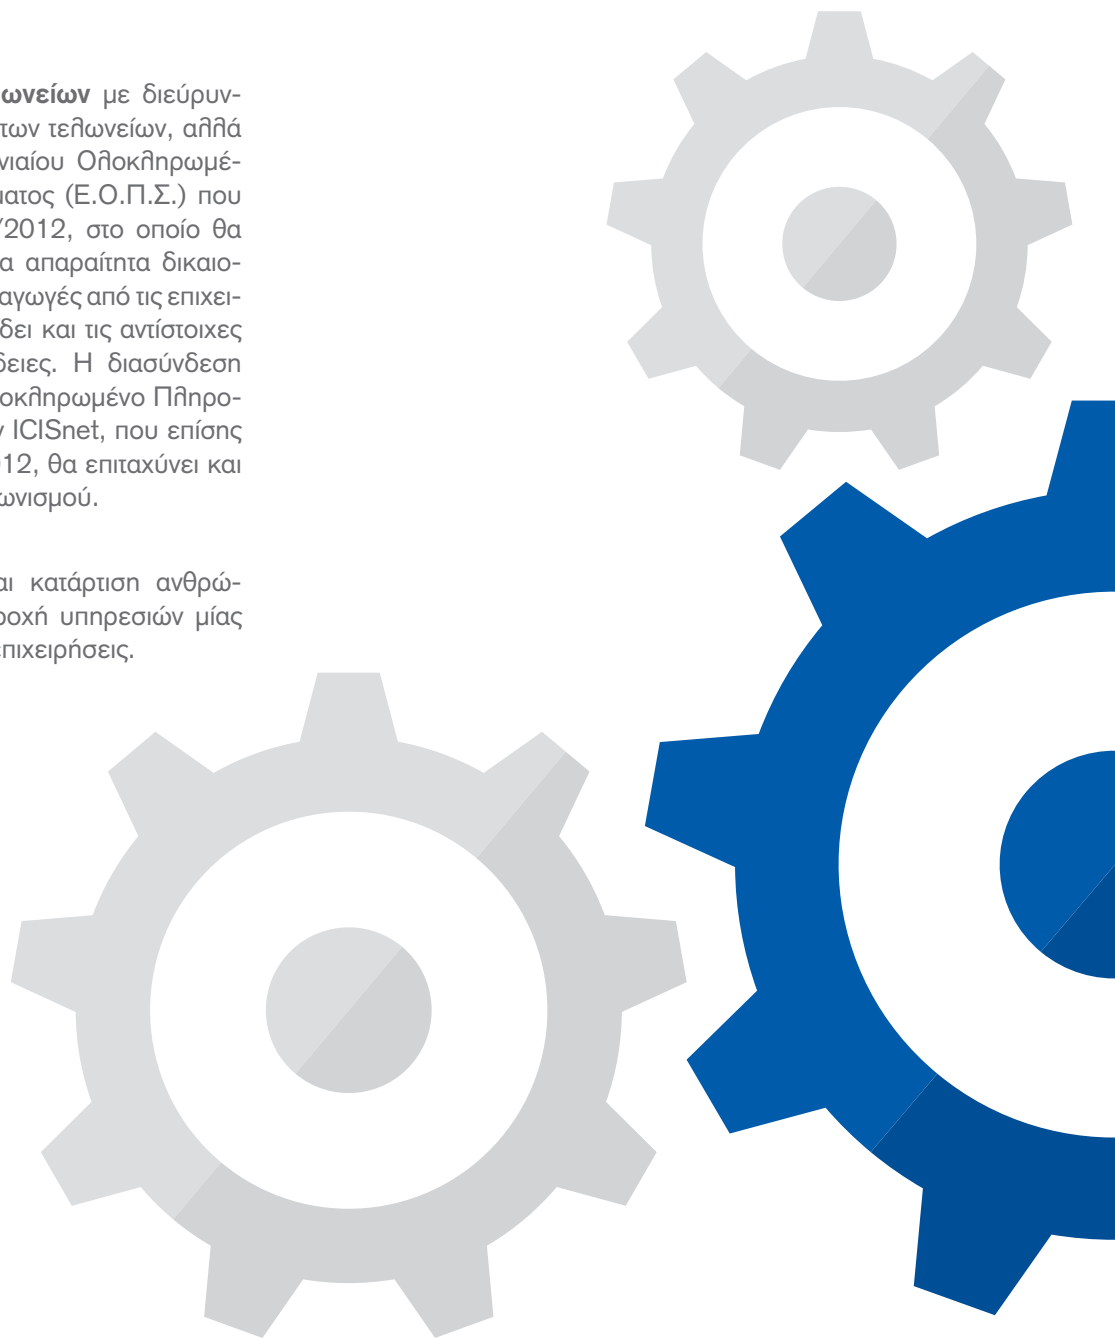 ωνείων με διεύρυν-
των τελωνείων, αλλά
νιαίου Ολοκληρωμέ-
ματος (Ε.Ο.Π.Σ.) που
/2012, στο οποίο θα
α απαραίτητα δικαιο-
αγωγές από τις επιχει-
δει και τις αντίστοιχες
δειες. Η διασύνδεση
οκληρωμένο Πληρο-
ν ICISnet, που επίσης
12, θα επιταχύνει και
ωνισμού.
αι κατάρτιση ανθρώ-
ροχή υπηρεσιών μίας
επιχειρήσεις.